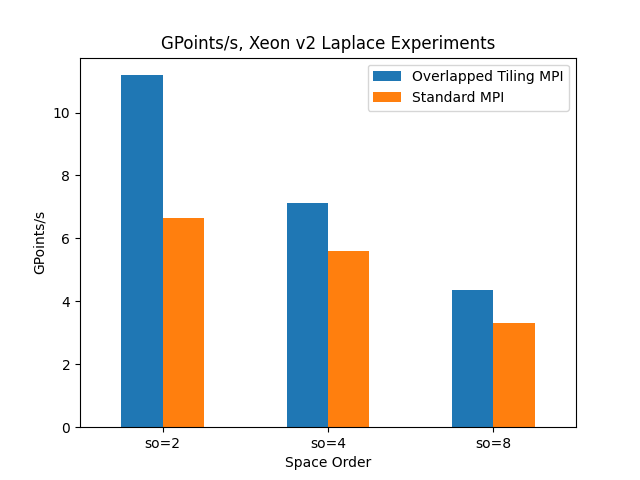 GPoints/s, Xeon v2 Laplace Experiments
Overlapped Tiling MPI
Standard MPI
10
8
6
4
2
0
GPoints/s
so=2
so=4
so=8
Space Order